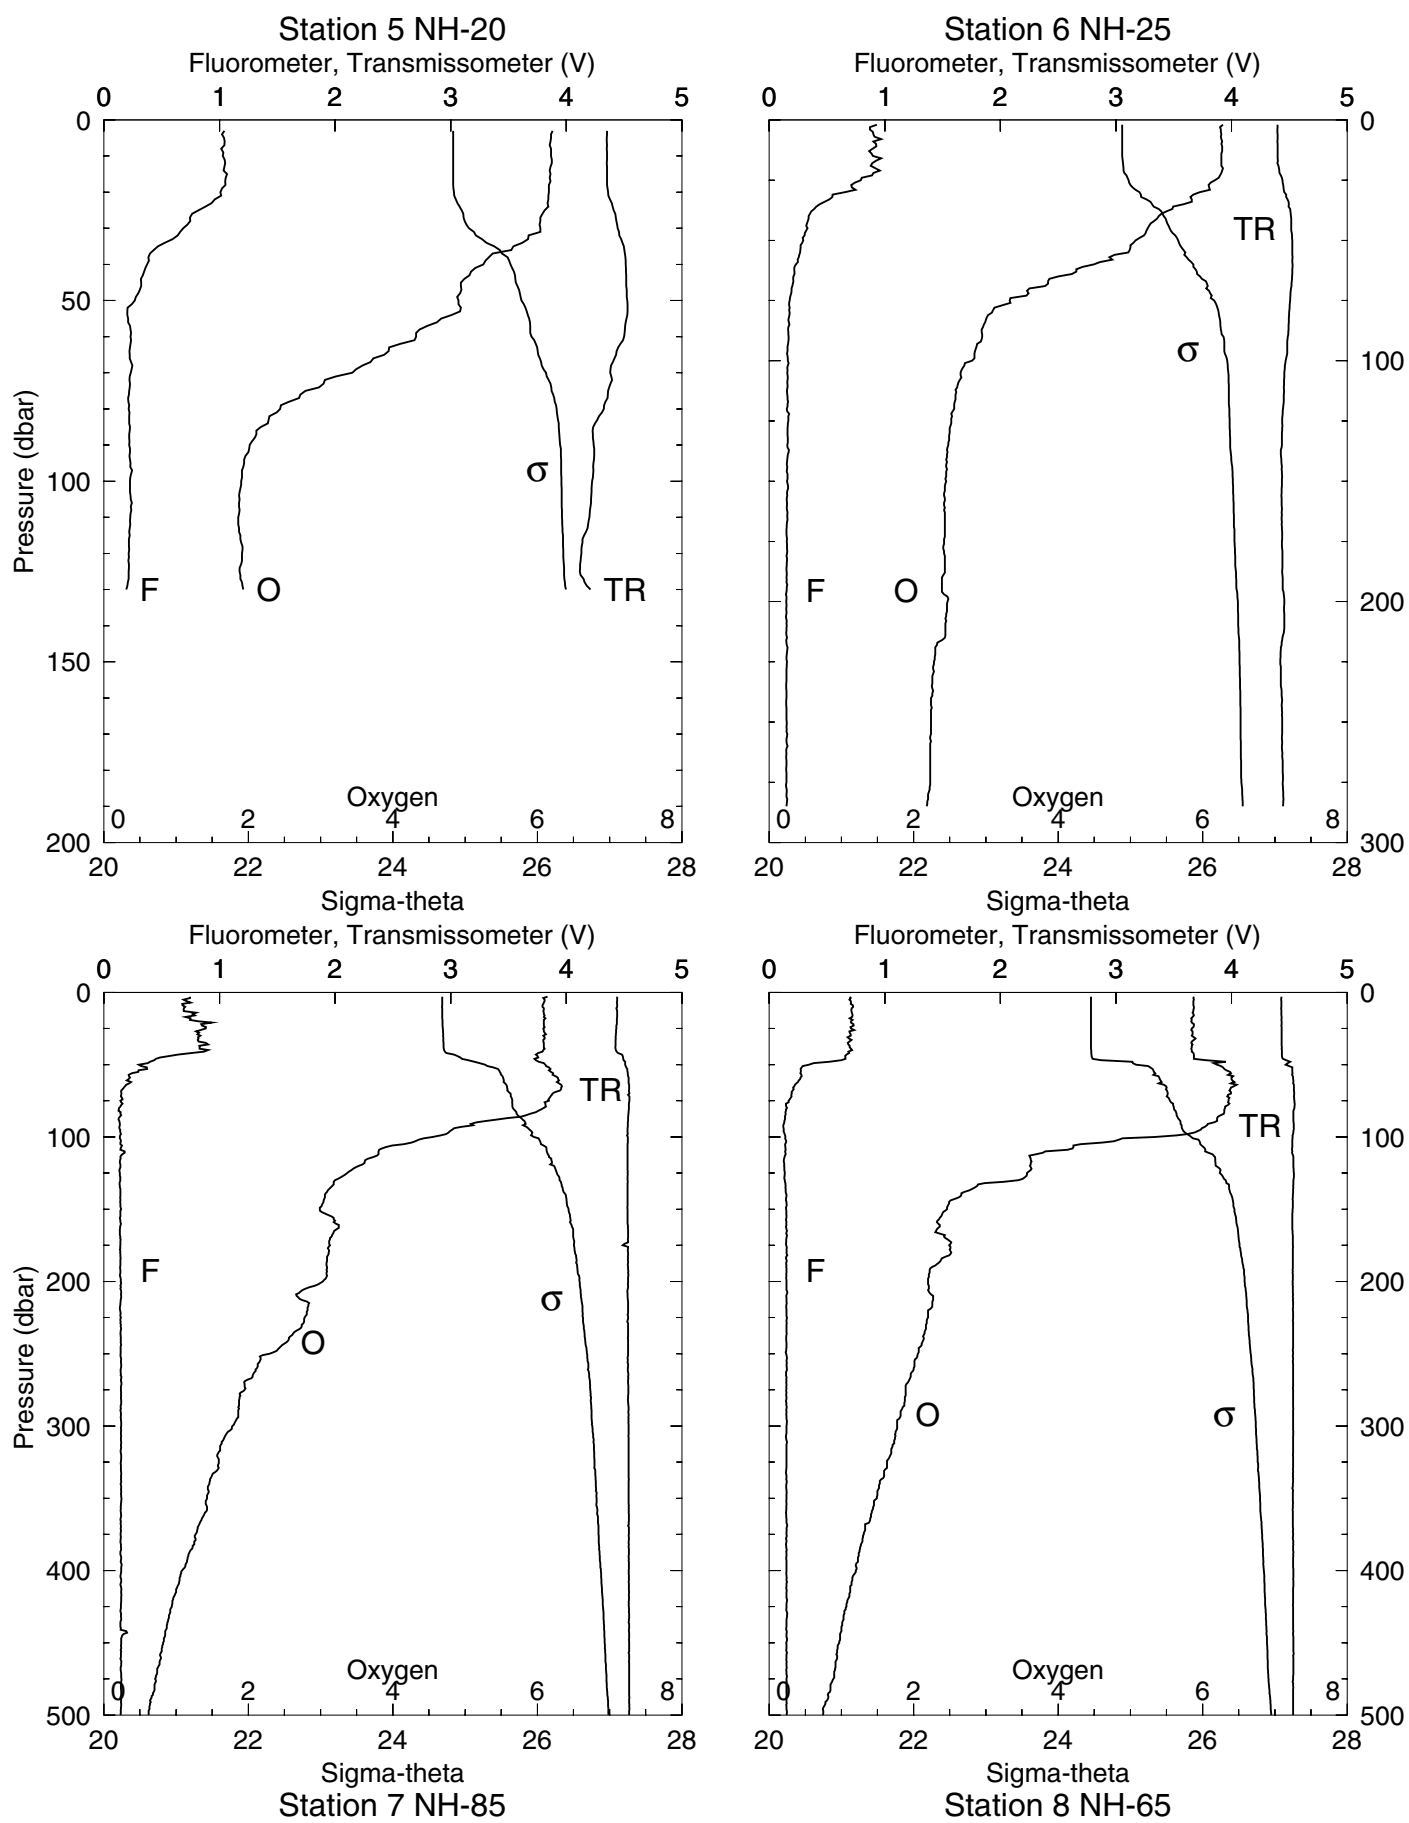 Station 5 NH-20
Fluorometer, Transmissometer (V)
0 1 2 3 4 5
0
50
100
150
200
Pressure (dbar)
σ
F O TR
Oxygen
0 2 4 6 8
20 22 24 26 28
Sigma-theta
Station 6 NH-25
Fluorometer, Transmissometer (V)
0 1 2 3 4 5
0
100
200
300
TR
σ
F O
Oxygen
0 2 4 6 8
20 22 24 26 28
Sigma-theta
Fluorometer, Transmissometer (V)
0 1 2 3 4 5
0
100
200
300
400
500
Pressure (dbar)
TR
F
σ
O
Oxygen
0 2 4 6 8
20 22 24 26 28
Sigma-theta
Station 7 NH-85
Fluorometer, Transmissometer (V)
0 1 2 3 4 5
0
100
200
300
400
500
TR
F
O σ
Oxygen
0 2 4 6 8
20 22 24 26 28
Sigma-theta
Station 8 NH-65